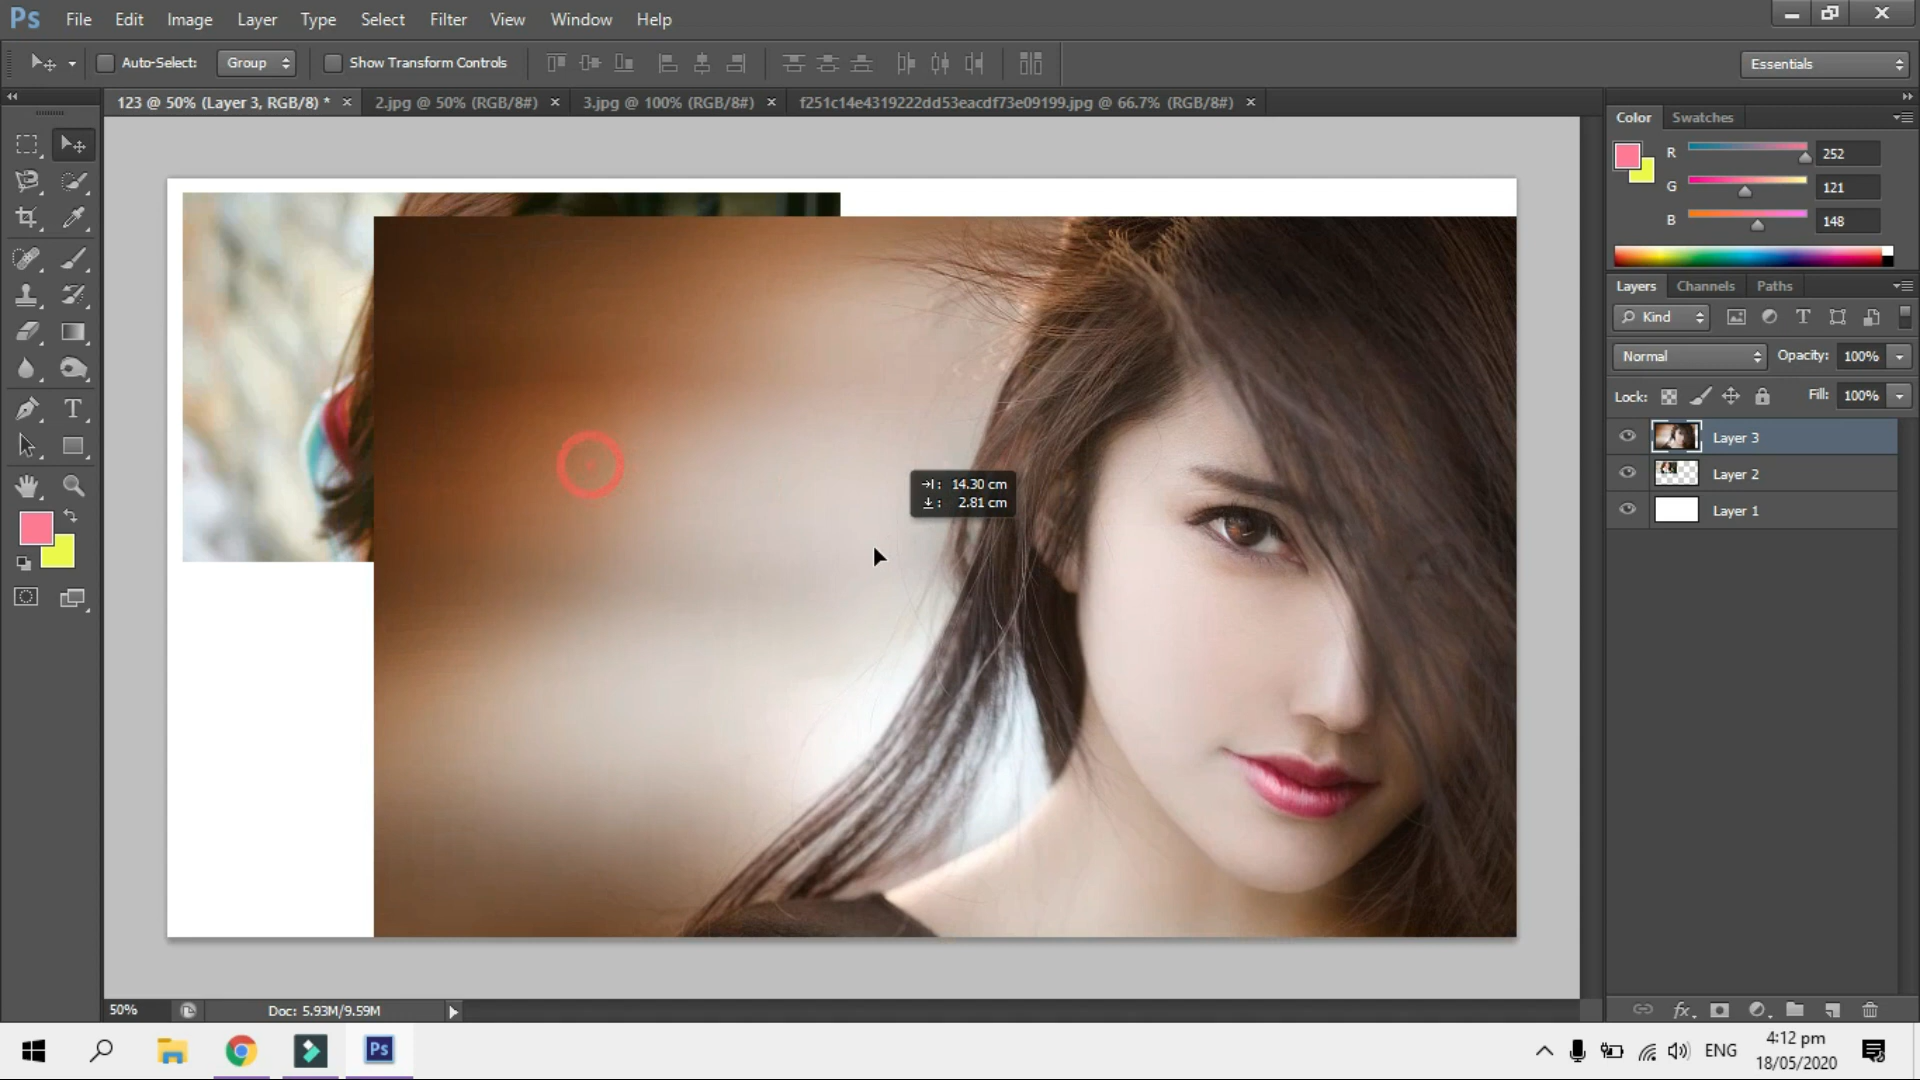 Ps File Edit Image Layer Type Select Filter View Window Help
Auto-Select: Group Show Transform Controls Essentials
123 @ 50% (Layer 3, RGB/8) * × 2.jpg @ 50% (RGB/8#) × 3.jpg @ 100% (RGB/8#) × f251c14e4319222dd53eacdf73e09199.jpg @ 66.7% (RGB/8#) ×
Color Swatches
R 252
G 121
B 148
Layers Channels Paths
Kind
Normal Opacity: 100%
Lock: Fill: 100%
Layer 3
Layer 2
Layer 1
14.30 cm
2.81 cm
50% Doc: 5.93M/9.59M
Ps ENG 4:12 pm
18/05/2020